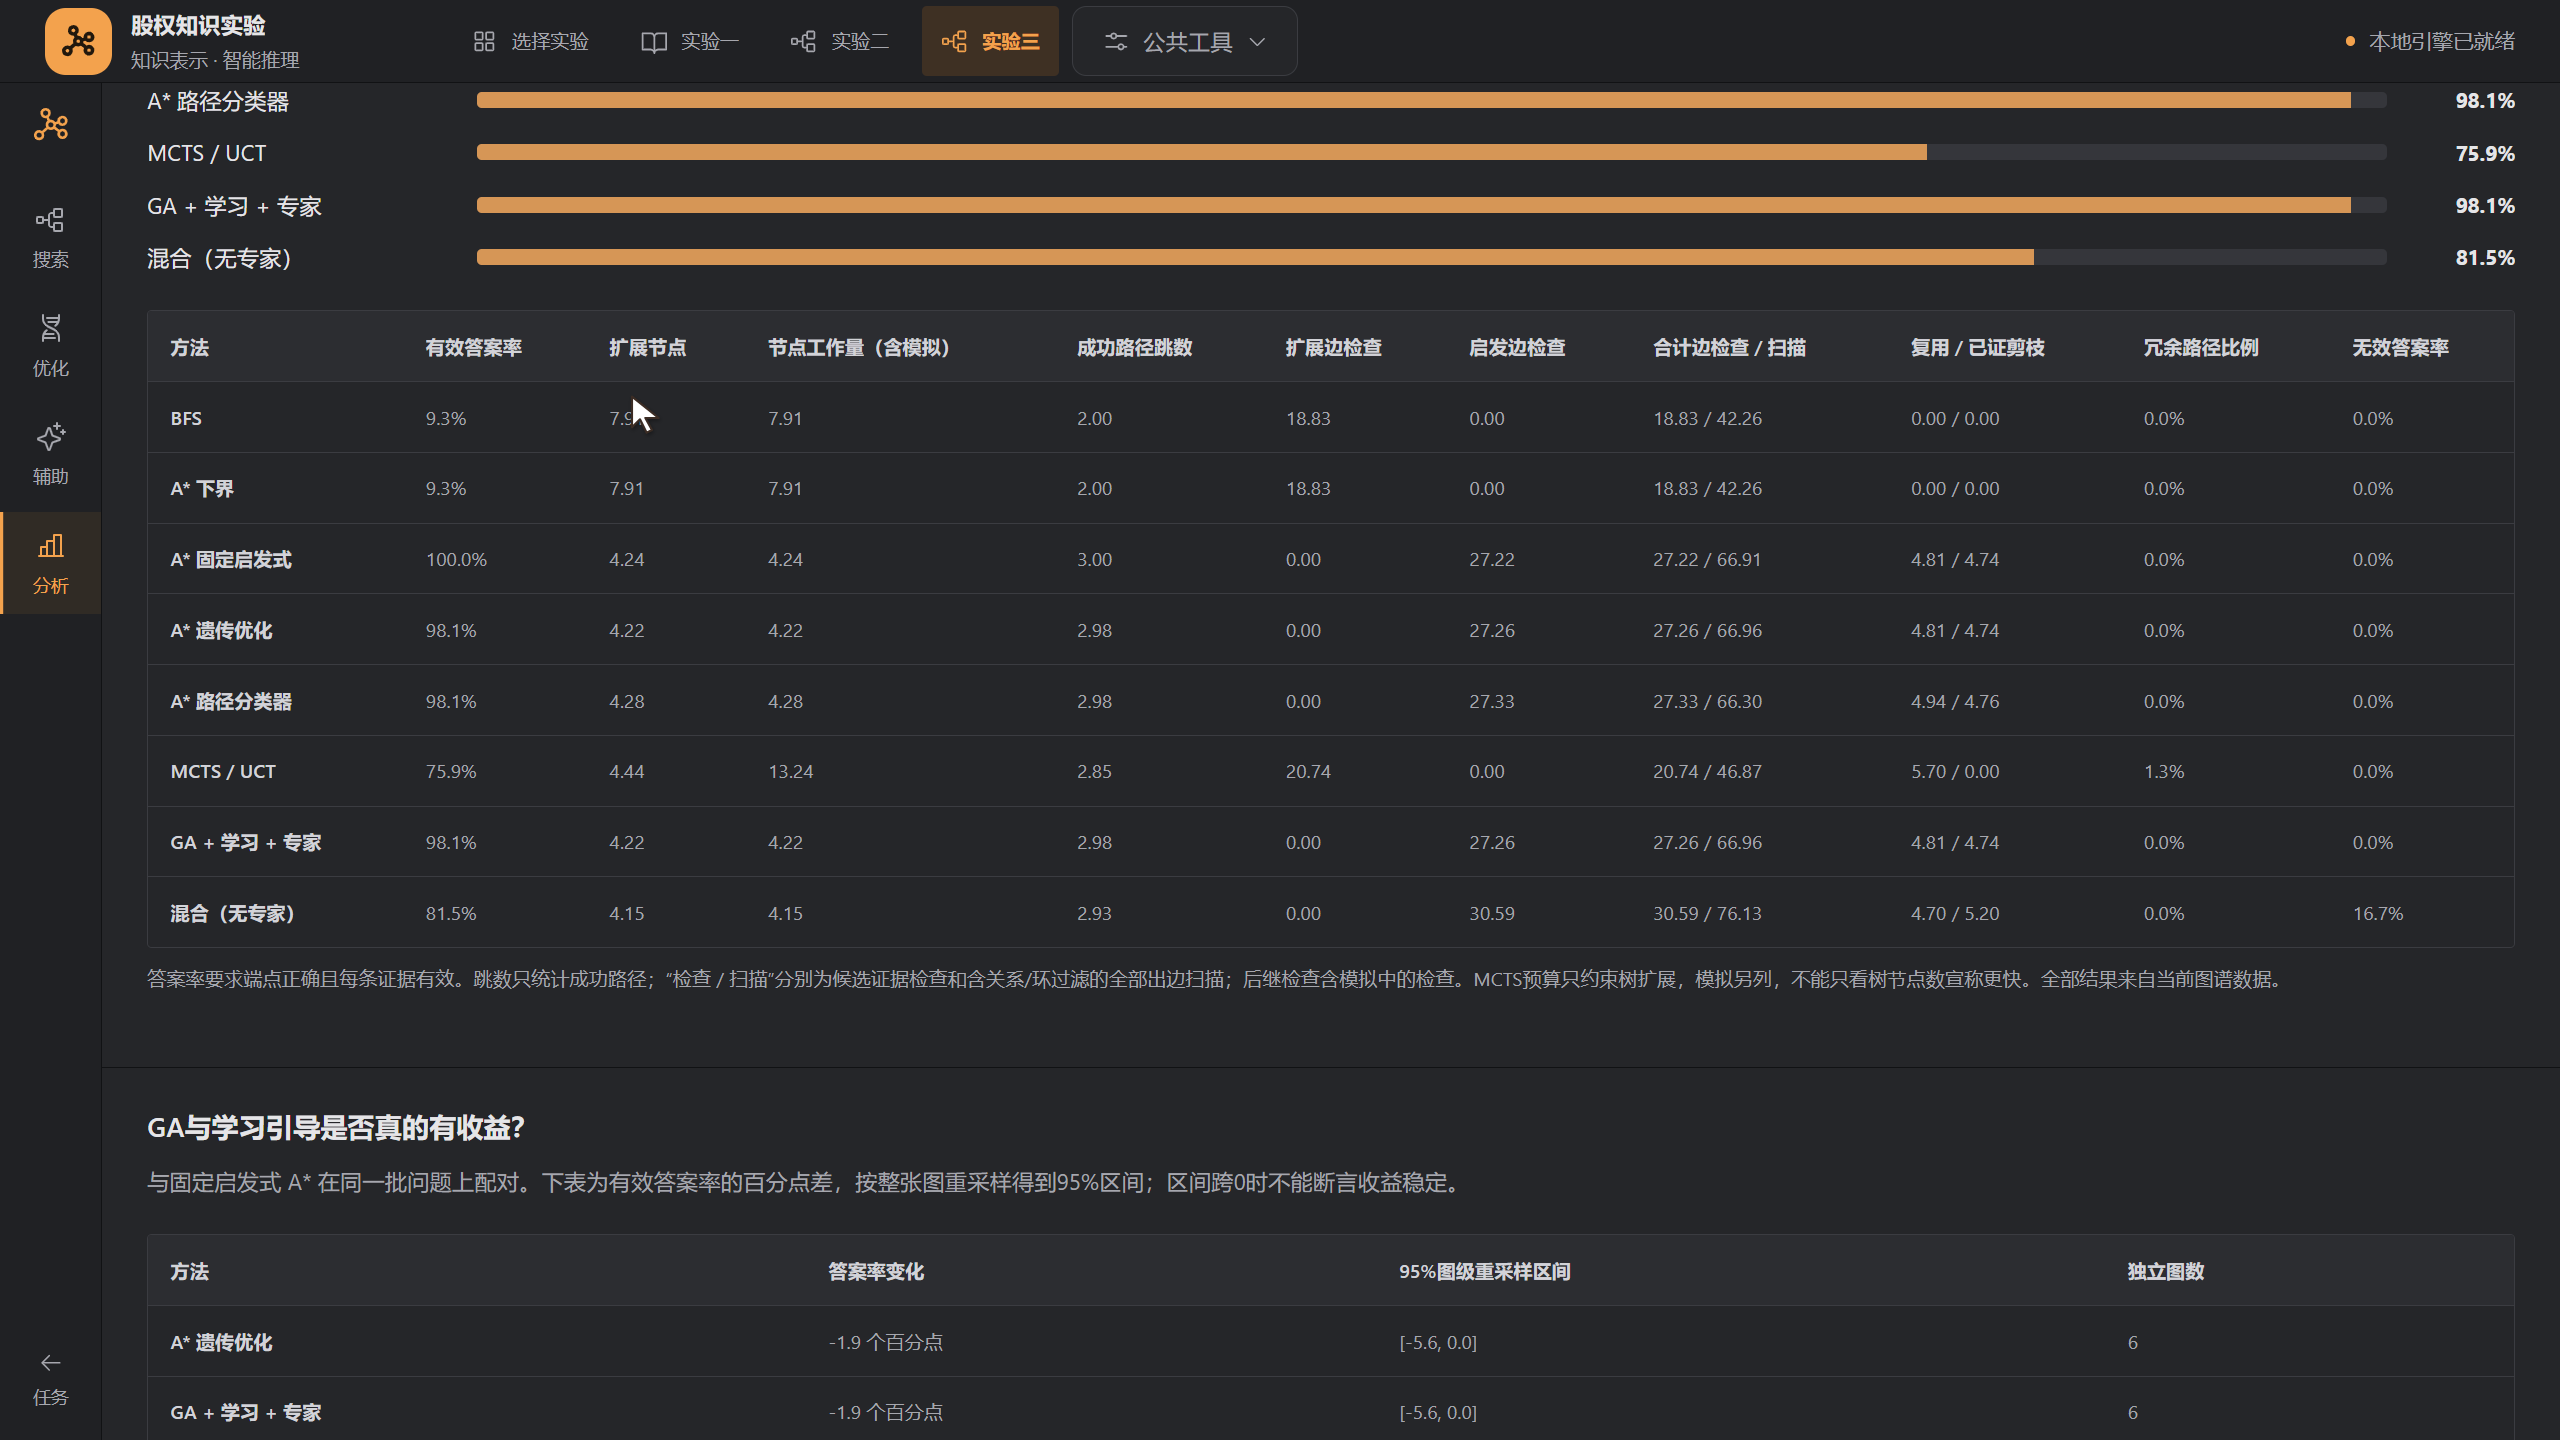 股权知识实验
知识表示 · 智能推理
选择实验
实验一
实验二
实验三
公共工具
本地引擎已就绪
搜索
优化
辅助
分析
任务
A* 路径分类器 98.1%
MCTS / UCT 75.9%
GA + 学习 + 专家 98.1%
混合（无专家） 81.5%
方法 有效答案率 扩展节点 节点工作量（含模拟） 成功路径跳数 扩展边检查 启发边检查 合计边检查 / 扫描 复用 / 已证剪枝 冗余路径比例 无效答案率
BFS 9.3% 7.91 2.00 18.83 0.00 18.83 / 42.26 0.00 / 0.00 0.0% 0.0%
A* 下界 9.3% 7.91 7.91 2.00 18.83 0.00 18.83 / 42.26 0.00 / 0.00 0.0% 0.0%
A* 固定启发式 100.0% 4.24 4.24 3.00 0.00 27.22 27.22 / 66.91 4.81 / 4.74 0.0% 0.0%
A* 遗传优化 98.1% 4.22 4.22 2.98 0.00 27.26 27.26 / 66.96 4.81 / 4.74 0.0% 0.0%
A* 路径分类器 98.1% 4.28 4.28 2.98 0.00 27.33 27.33 / 66.30 4.94 / 4.76 0.0% 0.0%
MCTS / UCT 75.9% 4.44 13.24 2.85 20.74 0.00 20.74 / 46.87 5.70 / 0.00 1.3% 0.0%
GA + 学习 + 专家 98.1% 4.22 4.22 2.98 0.00 27.26 27.26 / 66.96 4.81 / 4.74 0.0% 0.0%
混合（无专家） 81.5% 4.15 4.15 2.93 0.00 30.59 30.59 / 76.13 4.70 / 5.20 0.0% 16.7%
答案率要求端点正确且每条证据有效。跳数只统计成功路径；“检查 / 扫描”分别为候选证据检查和含关系/环过滤的全部出边扫描；后继检查含模拟中的检查。MCTS预算只约束树扩展，模拟另列，不能只看树节点数宣称更快。全部结果来自当前图谱数据。
GA与学习引导是否真的有收益？
与固定启发式 A* 在同一批问题上配对。下表为有效答案率的百分点差，按整张图重采样得到95%区间；区间跨0时不能断言收益稳定。
方法 答案率变化 95%图级重采样区间 独立图数
A* 遗传优化 -1.9 个百分点 [-5.6, 0.0] 6
GA + 学习 + 专家 -1.9 个百分点 [-5.6, 0.0] 6